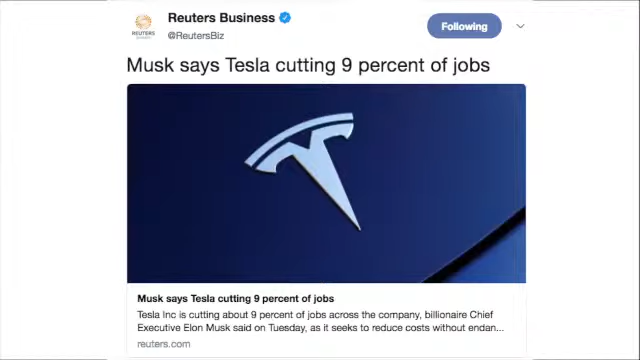 Reuters Business
@ReutersBiz
Following
REUTERS
Musk says Tesla cutting 9 percent of jobs
Musk says Tesla cutting 9 percent of jobs
Tesla Inc is cutting about 9 percent of jobs across the company, billionaire Chief
Executive Elon Musk said on Tuesday, as it seeks to reduce costs without endan...
reuters.com